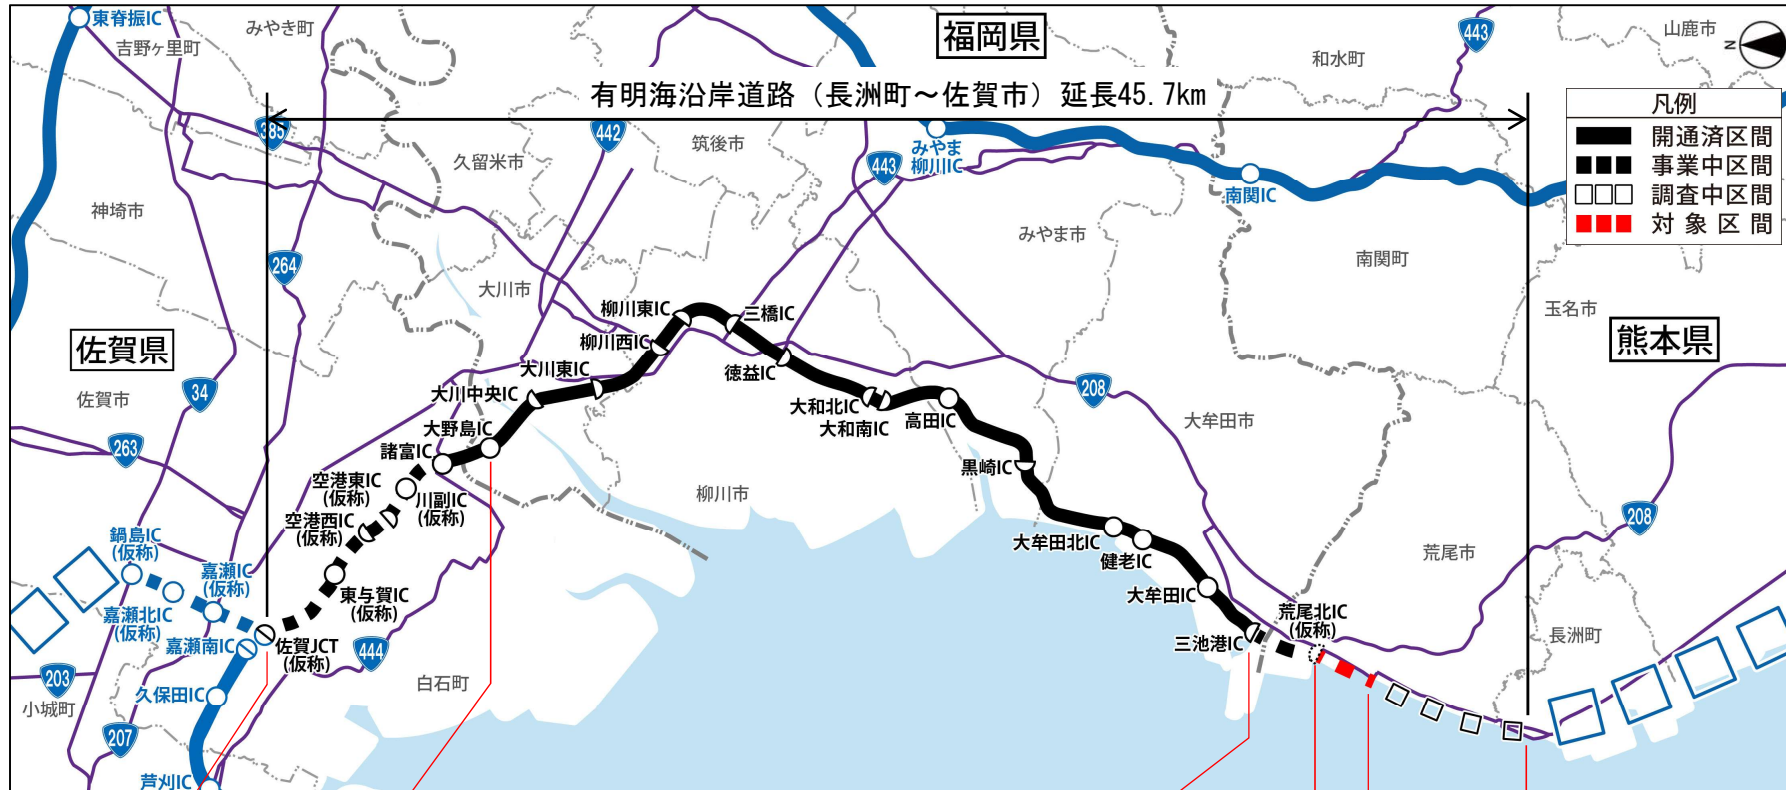 東脊振IC
吉野ヶ里町
みやき町
福岡県
443
山鹿市
和水町
N
有明海沿岸道路（長洲町～佐賀市）延長45.7km
凡例
開通済区間
事業中区間
調査中区間
対象区間
385
442
久留米市
筑後市
443
みやま
柳川IC
南関IC
神埼市
みやま市
南関町
264
大川市
玉名市
佐賀県
熊本県
柳川東IC
三橋IC
柳川西IC
徳益IC
大川東IC
大川中央IC
34
佐賀市
208
大和北IC
大和南IC
高田IC
大牟田市
大野島IC
諸富IC
263
黒崎IC
空港東IC
(仮称)
川副IC
(仮称)
柳川市
空港西IC
(仮称)
208
大牟田北IC
健老IC
荒尾市
鍋島IC
(仮称)
嘉瀬IC
(仮称)
東与賀IC
(仮称)
大牟田IC
嘉瀬北IC
(仮称)
荒尾北IC
(仮称)
三池港IC
長洲町
嘉瀬南IC
佐賀JCT
(仮称)
444
203
久保田IC
白石町
小城町
207
芦刈IC